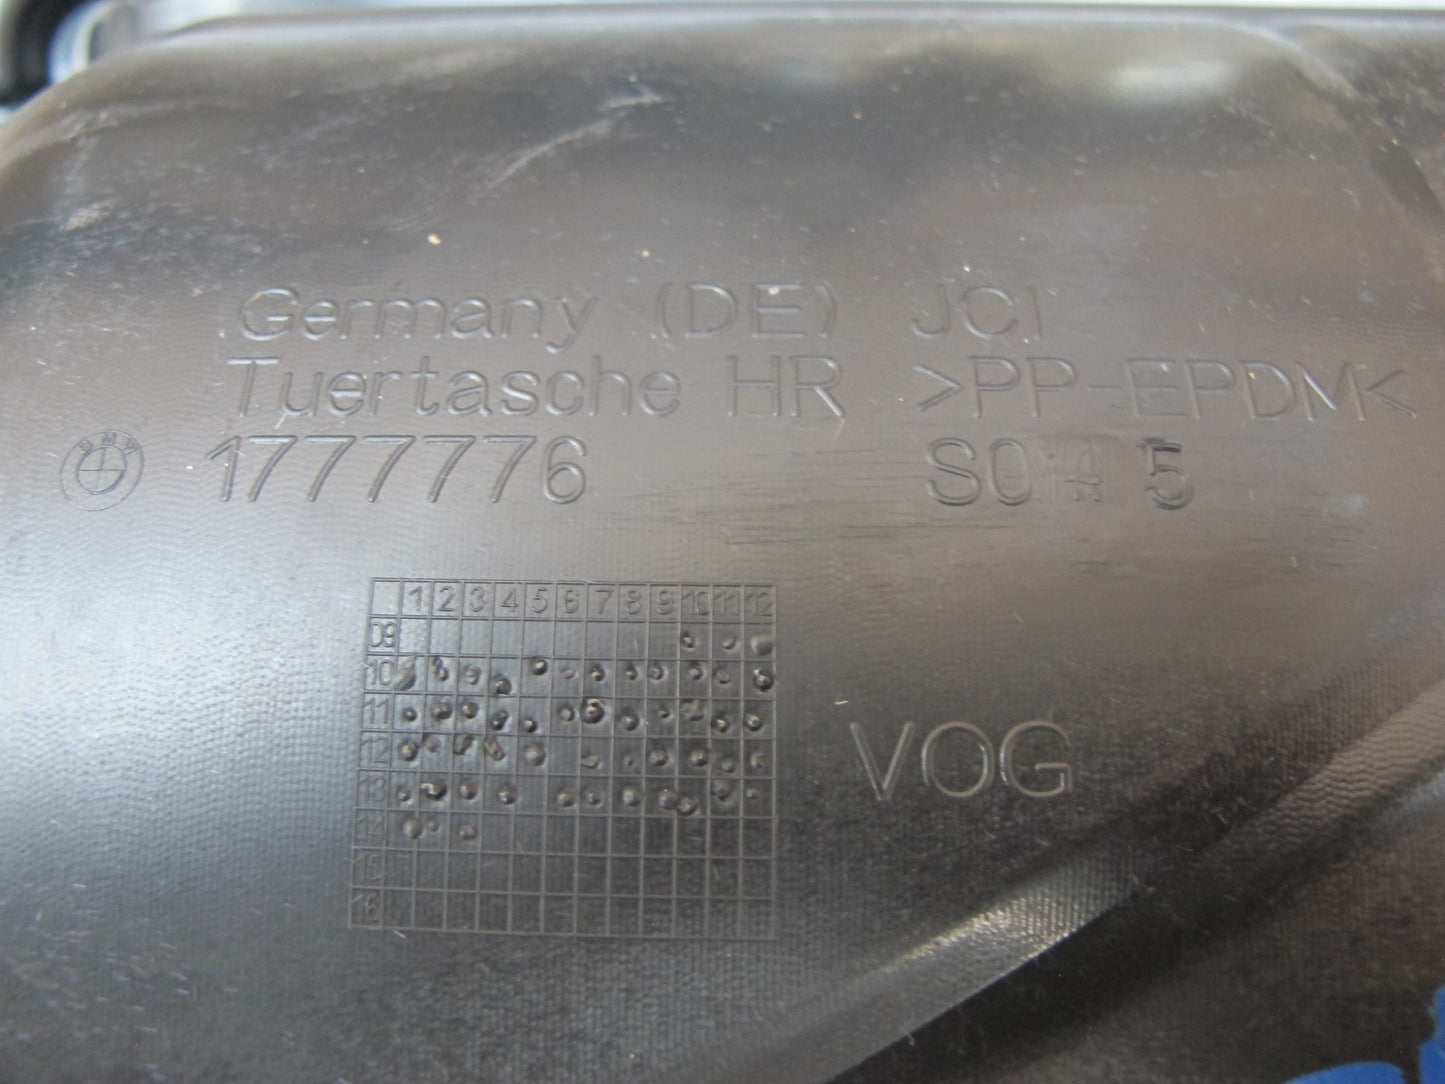 Germany (DE) JCI
Tuertasche HR >PP-EPDM<
BMW 1777776 S0 5
1 2 3 4 5 6 7 8 9 10 11 12
09
10
11
12
13
14
15
16
VOG